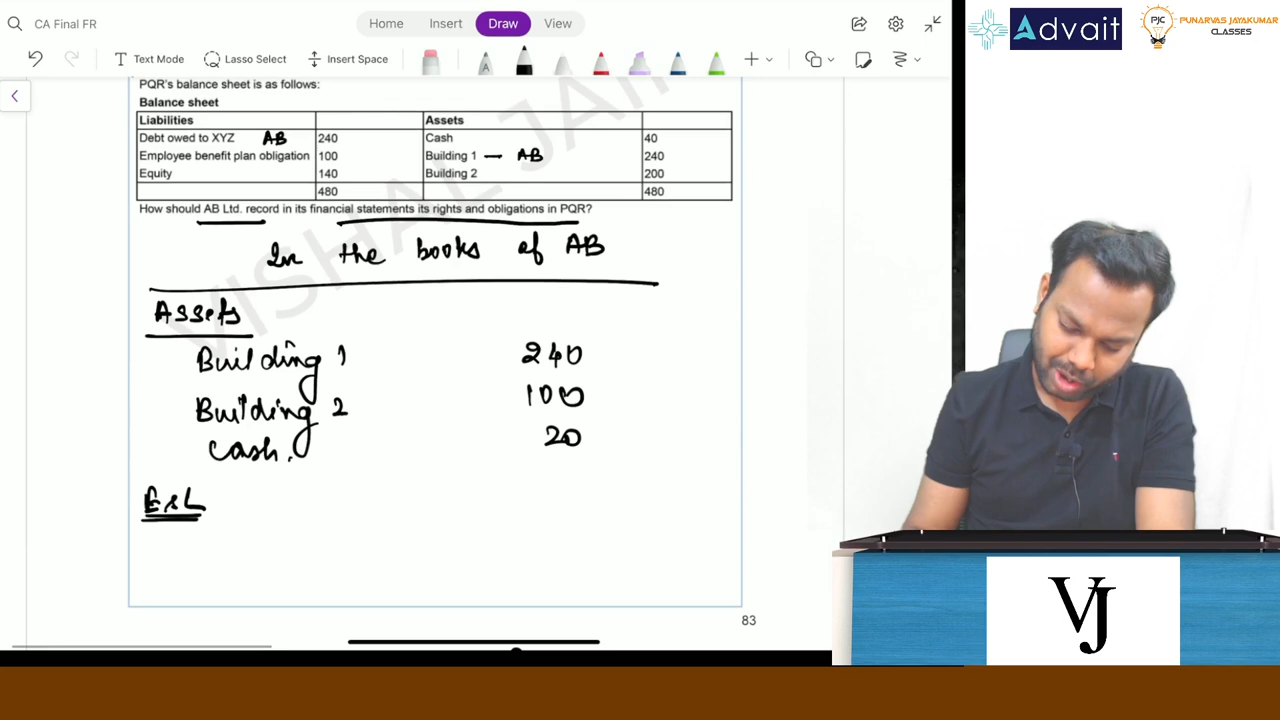 CA Final FR
Home Insert Draw View
Advait
PJC
PUNARVAS JAYAKUMAR
CLASSES
Text Mode Lasso Select Insert Space
PQR's balance sheet is as follows:
Balance sheet
Liabilities Assets
Debt owed to XYZ AB 240 Cash 40
Employee benefit plan obligation 100 Building 1 — AB 240
Equity 140 Building 2 200
480 480
How should AB Ltd. record in its financial statements its rights and obligations in PQR?
In the books of AB
Assets
Building 1 240
Building 2 100
Cash. 20
E & L
83
VISHAL JAIN
VJ